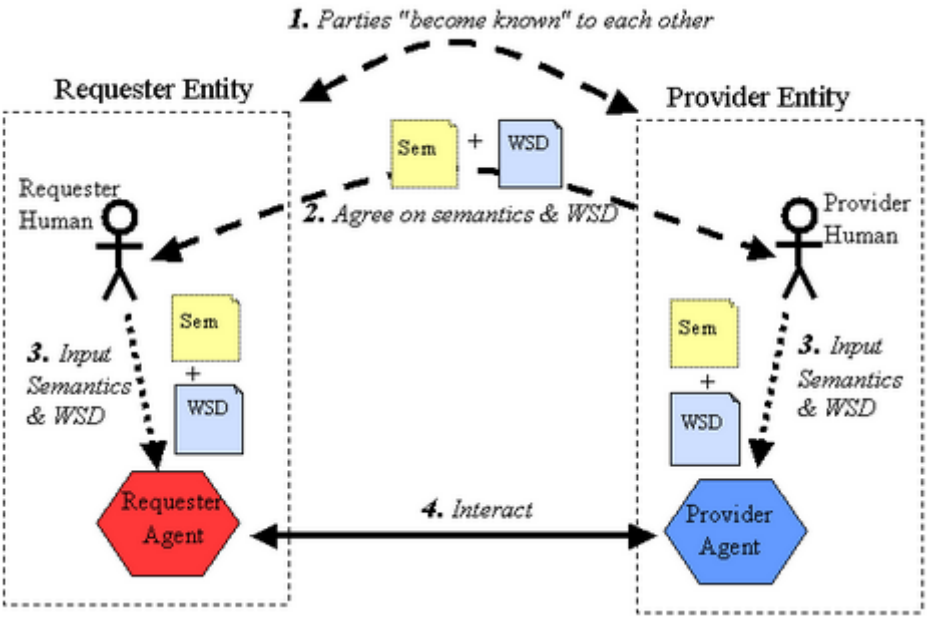 1. Parties "become known" to each other
Requester Entity
Provider Entity
Sem
+
WSD
Requester
Human
2. Agree on semantics & WSD
Provider
Human
Sem
+
WSD
3. Input
Semantics
& WSD
Sem
+
WSD
3. Input
Semantics
& WSD
Requester
Agent
4. Interact
Provider
Agent